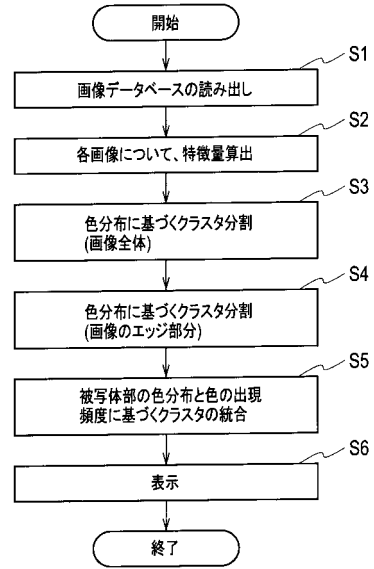 開始
S1
画像データベースの読み出し
S2
各画像について、特徴量算出
S3
色分布に基づくクラスタ分割
(画像全体)
S4
色分布に基づくクラスタ分割
(画像のエッジ部分)
S5
被写体部の色分布と色の出現
頻度に基づくクラスタの統合
S6
表示
終了